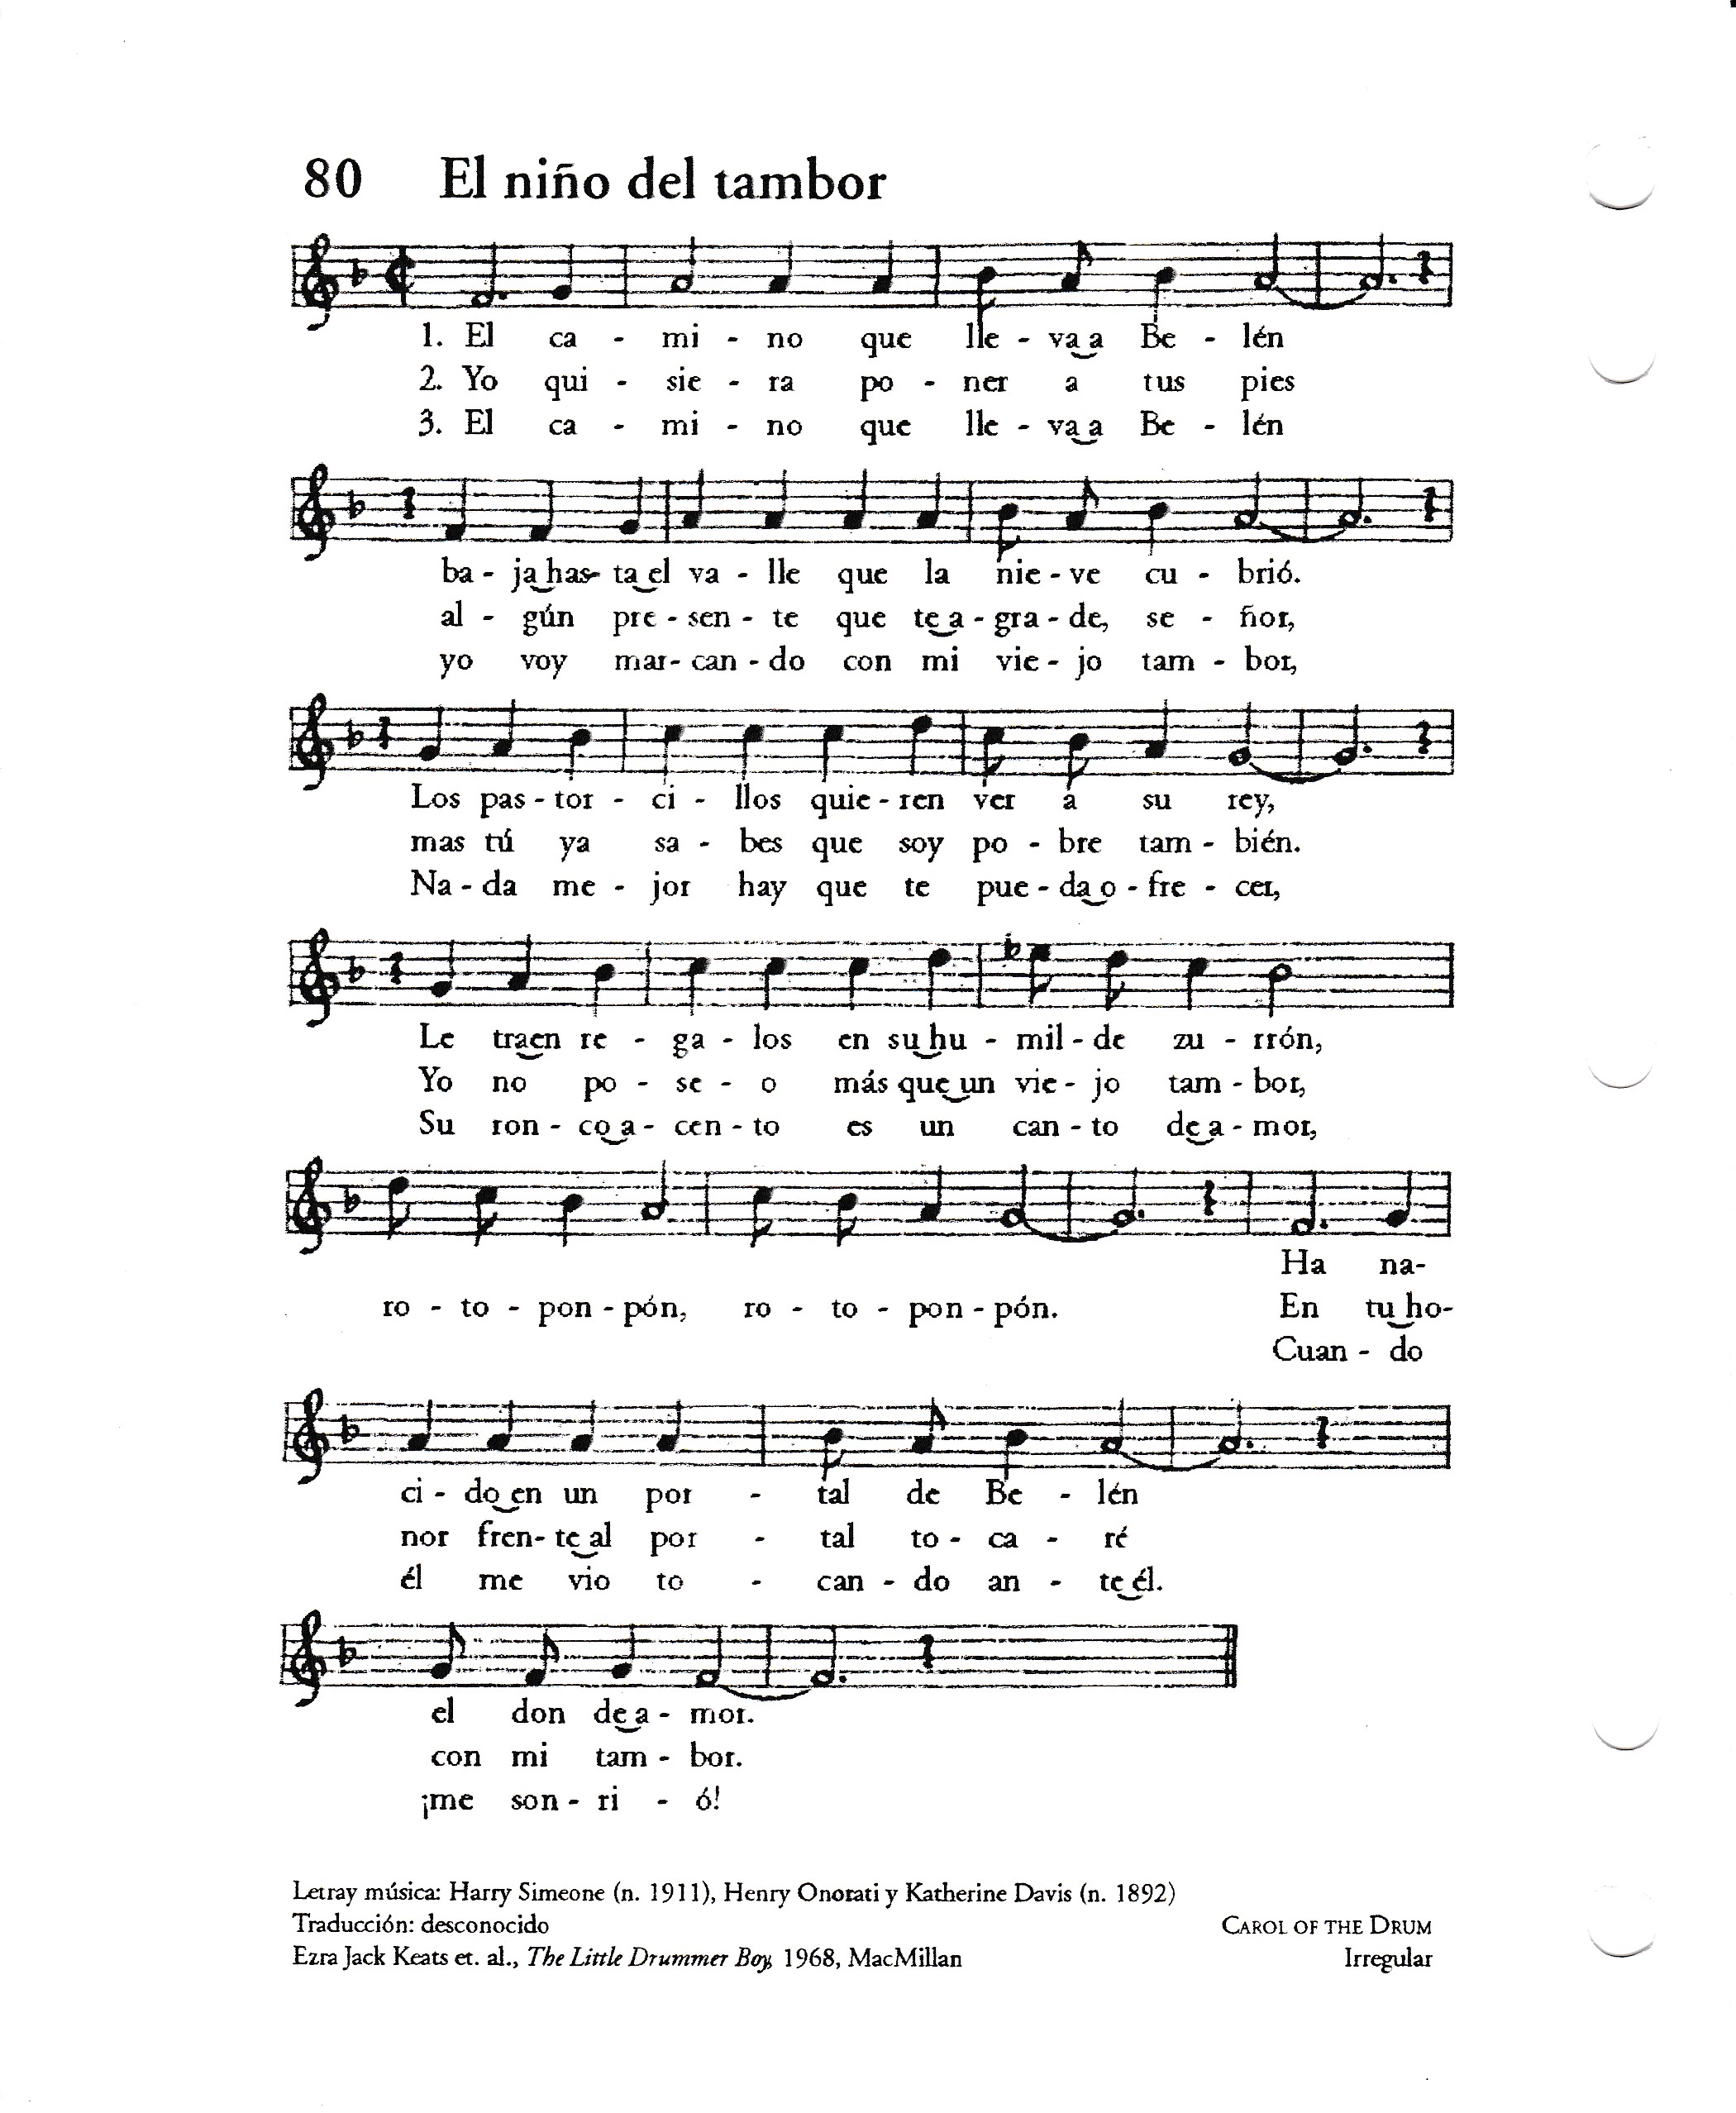 80 El niño del tambor
1. El ca - mi - no que lle - va a Be - lén
2. Yo qui - sie - ra po - ner a tus pies
3. El ca - mi - no que lle - va a Be - lén
ba - ja has- ta el va - lle que la nie - ve cu - brió.
al - gún pre - sen - te que te a - gra - de, se - ñor,
yo voy mar- can - do con mi vie - jo tam - bor,
Los pas - tor - ci - llos quie - ren ver a su rey,
mas tú ya sa - bes que soy po - bre tam - bién.
Na - da me - jor hay que te pue - da o - fre - cer,
Le traen re - ga - los en su hu - mil - de zu - rrón,
Yo no po - se - o más que un vie - jo tam - bor,
Su ron - co a - cen - to es un can - to de a - mor,
Ha na-
ro - to - pon - pón, ro - to - pon - pón. En tu ho-
Cuan - do
ci - do en un por - tal de Be - lén
nor fren- te al por - tal to - ca - ré
él me vio to - can - do an - te él.
el don de a - mor.
con mi tam - bor.
¡me son - ri - ó!
Letray música: Harry Simeone (n. 1911), Henry Onorati y Katherine Davis (n. 1892)
Traducción: desconocido CAROL OF THE DRUM
Ezra Jack Keats et. al., The Little Drummer Boy, 1968, MacMillan Irregular